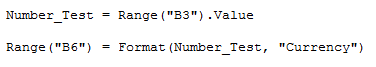 Number_Test = Range("B3").Value
Range("B6") = Format(Number_Test, "Currency")